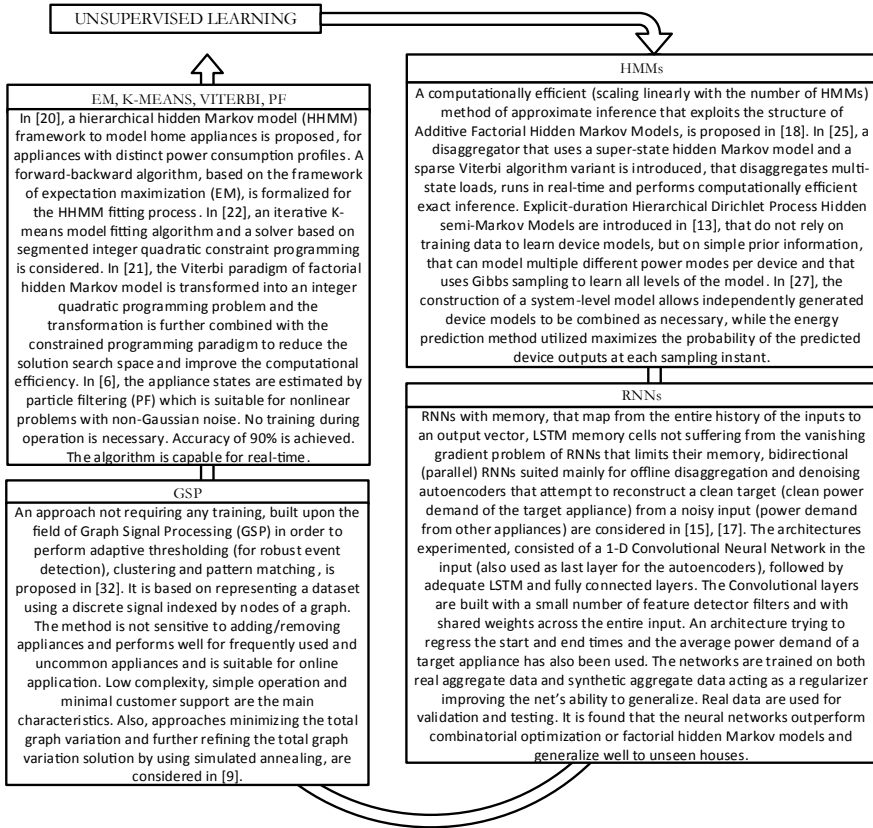 UNSUPERVISED LEARNING
EM, K-MEANS, VITERBI, PF
In [20], a hierarchical hidden Markov model (HHMM)
framework to model home appliances is proposed, for
appliances with distinct power consumption profiles. A
forward-backward algorithm, based on the framework
of expectation maximization (EM), is formalized for
the HHMM fitting process. In [22], an iterative K-
means model fitting algorithm and a solver based on
segmented integer quadratic constraint programming
is considered. In [21], the Viterbi paradigm of factorial
hidden Markov model is transformed into an integer
quadratic programming problem and the
transformation is further combined with the
constrained programming paradigm to reduce the
solution search space and improve the computational
efficiency. In [6], the appliance states are estimated by
particle filtering (PF) which is suitable for nonlinear
problems with non-Gaussian noise. No training during
operation is necessary. Accuracy of 90% is achieved.
The algorithm is capable for real-time.
GSP
An approach not requiring any training, built upon the
field of Graph Signal Processing (GSP) in order to
perform adaptive thresholding (for robust event
detection), clustering and pattern matching, is
proposed in [32]. It is based on representing a dataset
using a discrete signal indexed by nodes of a graph.
The method is not sensitive to adding/removing
appliances and performs well for frequently used and
uncommon appliances and is suitable for online
application. Low complexity, simple operation and
minimal customer support are the main
characteristics. Also, approaches minimizing the total
graph variation and further refining the total graph
variation solution by using simulated annealing, are
considered in [9].
HMMs
A computationally efficient (scaling linearly with the number of HMMs)
method of approximate inference that exploits the structure of
Additive Factorial Hidden Markov Models, is proposed in [18]. In [25], a
disaggregator that uses a super-state hidden Markov model and a
sparse Viterbi algorithm variant is introduced, that disaggregates multi-
state loads, runs in real-time and performs computationally efficient
exact inference. Explicit-duration Hierarchical Dirichlet Process Hidden
semi-Markov Models are introduced in [13], that do not rely on
training data to learn device models, but on simple prior information,
that can model multiple different power modes per device and that
uses Gibbs sampling to learn all levels of the model. In [27], the
construction of a system-level model allows independently generated
device models to be combined as necessary, while the energy
prediction method utilized maximizes the probability of the predicted
device outputs at each sampling instant.
RNNs
RNNs with memory, that map from the entire history of the inputs to
an output vector, LSTM memory cells not suffering from the vanishing
gradient problem of RNNs that limits their memory, bidirectional
(parallel) RNNs suited mainly for offline disaggregation and denoising
autoencoders that attempt to reconstruct a clean target (clean power
demand of the target appliance) from a noisy input (power demand
from other appliances) are considered in [15], [17]. The architectures
experimented, consisted of a 1-D Convolutional Neural Network in the
input (also used as last layer for the autoencoders), followed by
adequate LSTM and fully connected layers. The Convolutional layers
are built with a small number of feature detector filters and with
shared weights across the entire input. An architecture trying to
regress the start and end times and the average power demand of a
target appliance has also been used. The networks are trained on both
real aggregate data and synthetic aggregate data acting as a regularizer
improving the net's ability to generalize. Real data are used for
validation and testing. It is found that the neural networks outperform
combinatorial optimization or factorial hidden Markov models and
generalize well to unseen houses.